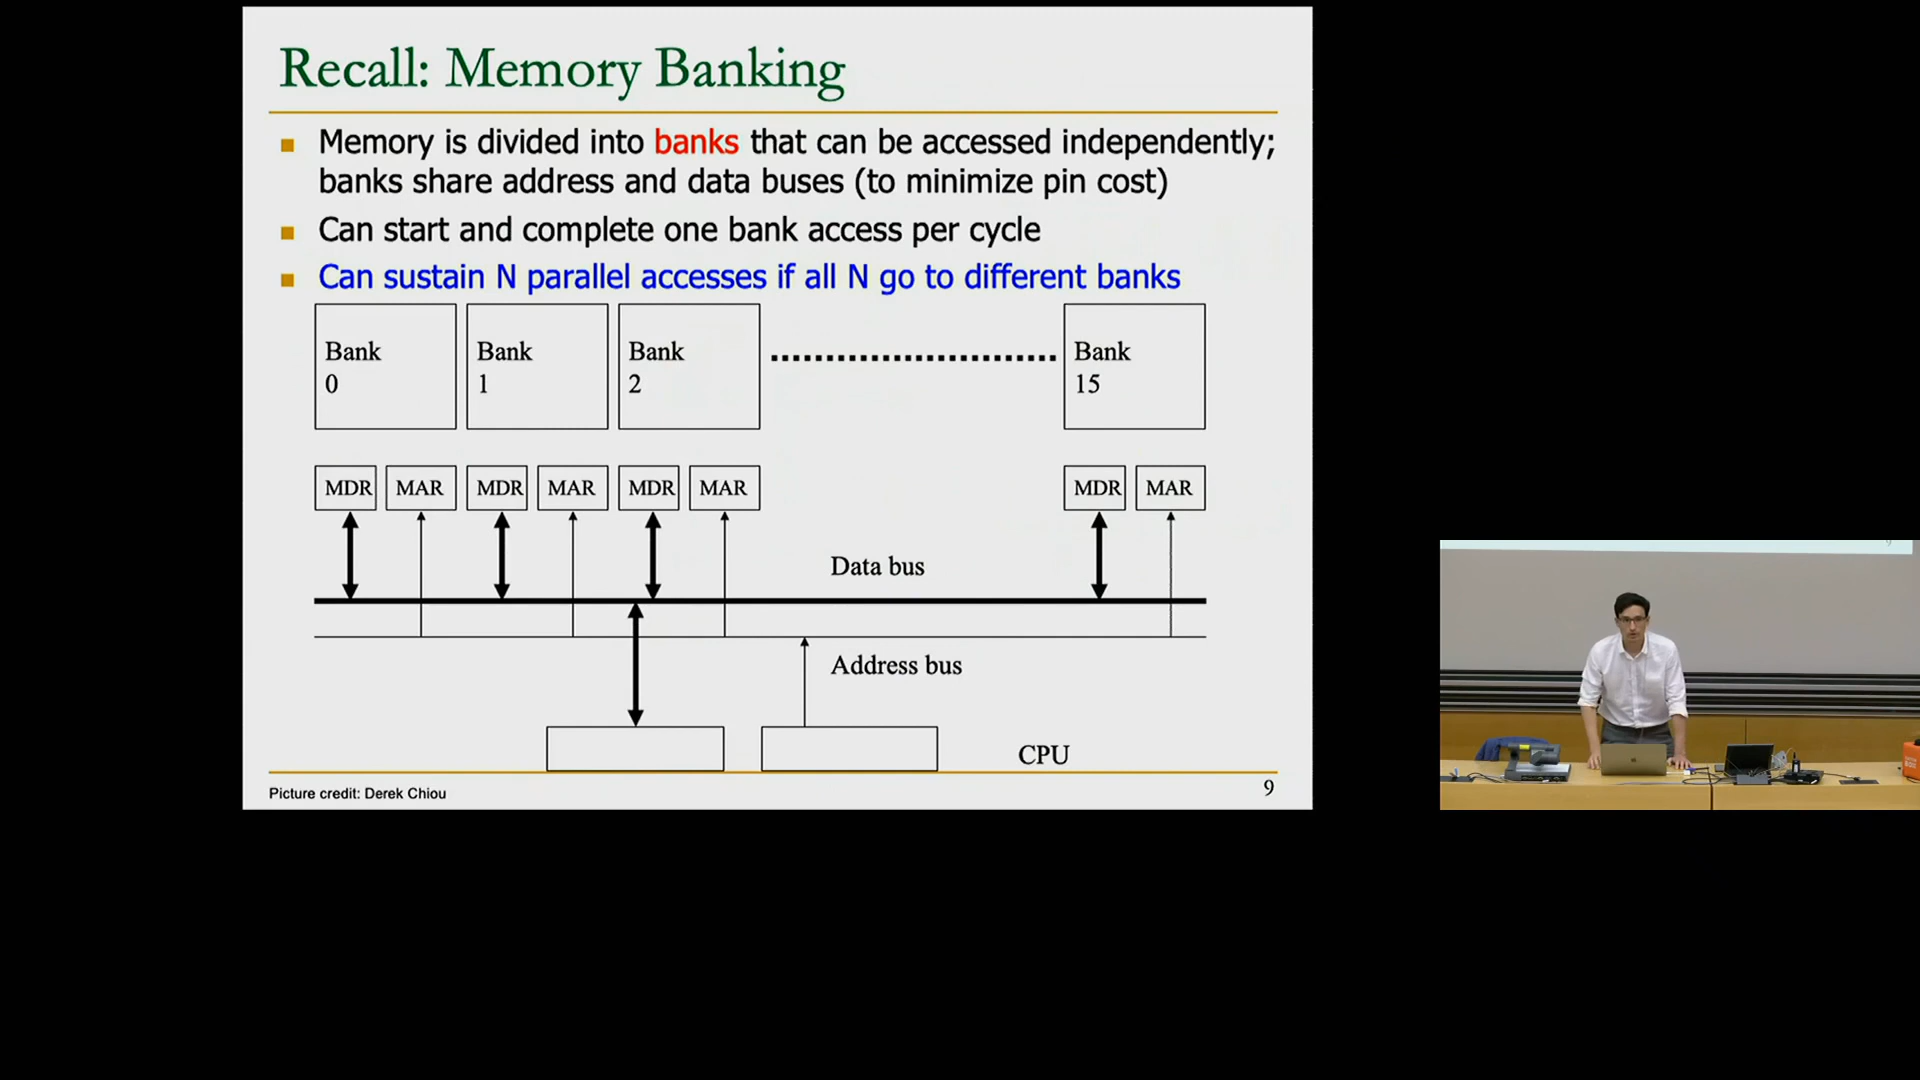 Recall: Memory Banking
Memory is divided into banks that can be accessed independently;
banks share address and data buses (to minimize pin cost)
Can start and complete one bank access per cycle
Can sustain N parallel accesses if all N go to different banks
Bank
0
Bank
1
Bank
2
Bank
15
MDR
MAR
MDR
MAR
MDR
MAR
MDR
MAR
Data bus
Address bus
CPU
Picture credit: Derek Chiou
9